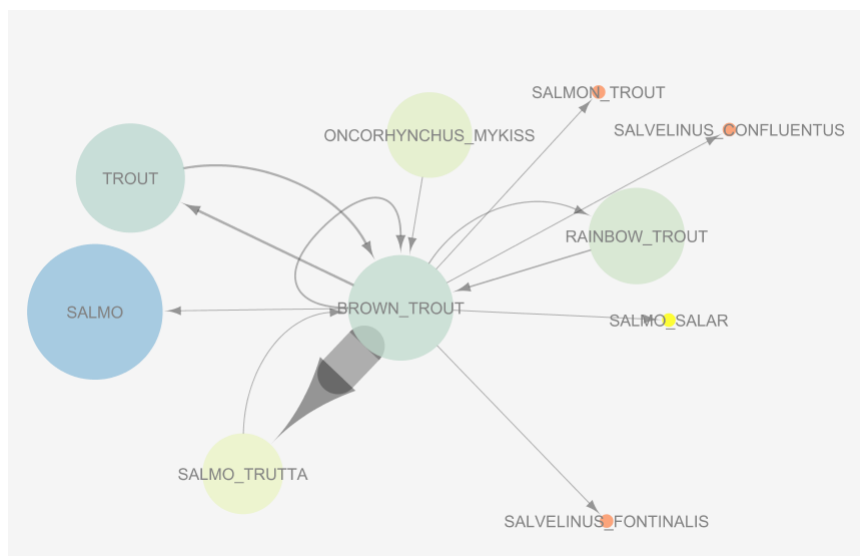 SALMON_TROUT
SALVELINUS_CONFLUENTUS
ONCORHYNCHUS_MYKISS
TROUT
RAINBOW_TROUT
BROWN_TROUT
SALMO
SALMO_SALAR
SALMO_TRUTTA
SALVELINUS_FONTINALIS